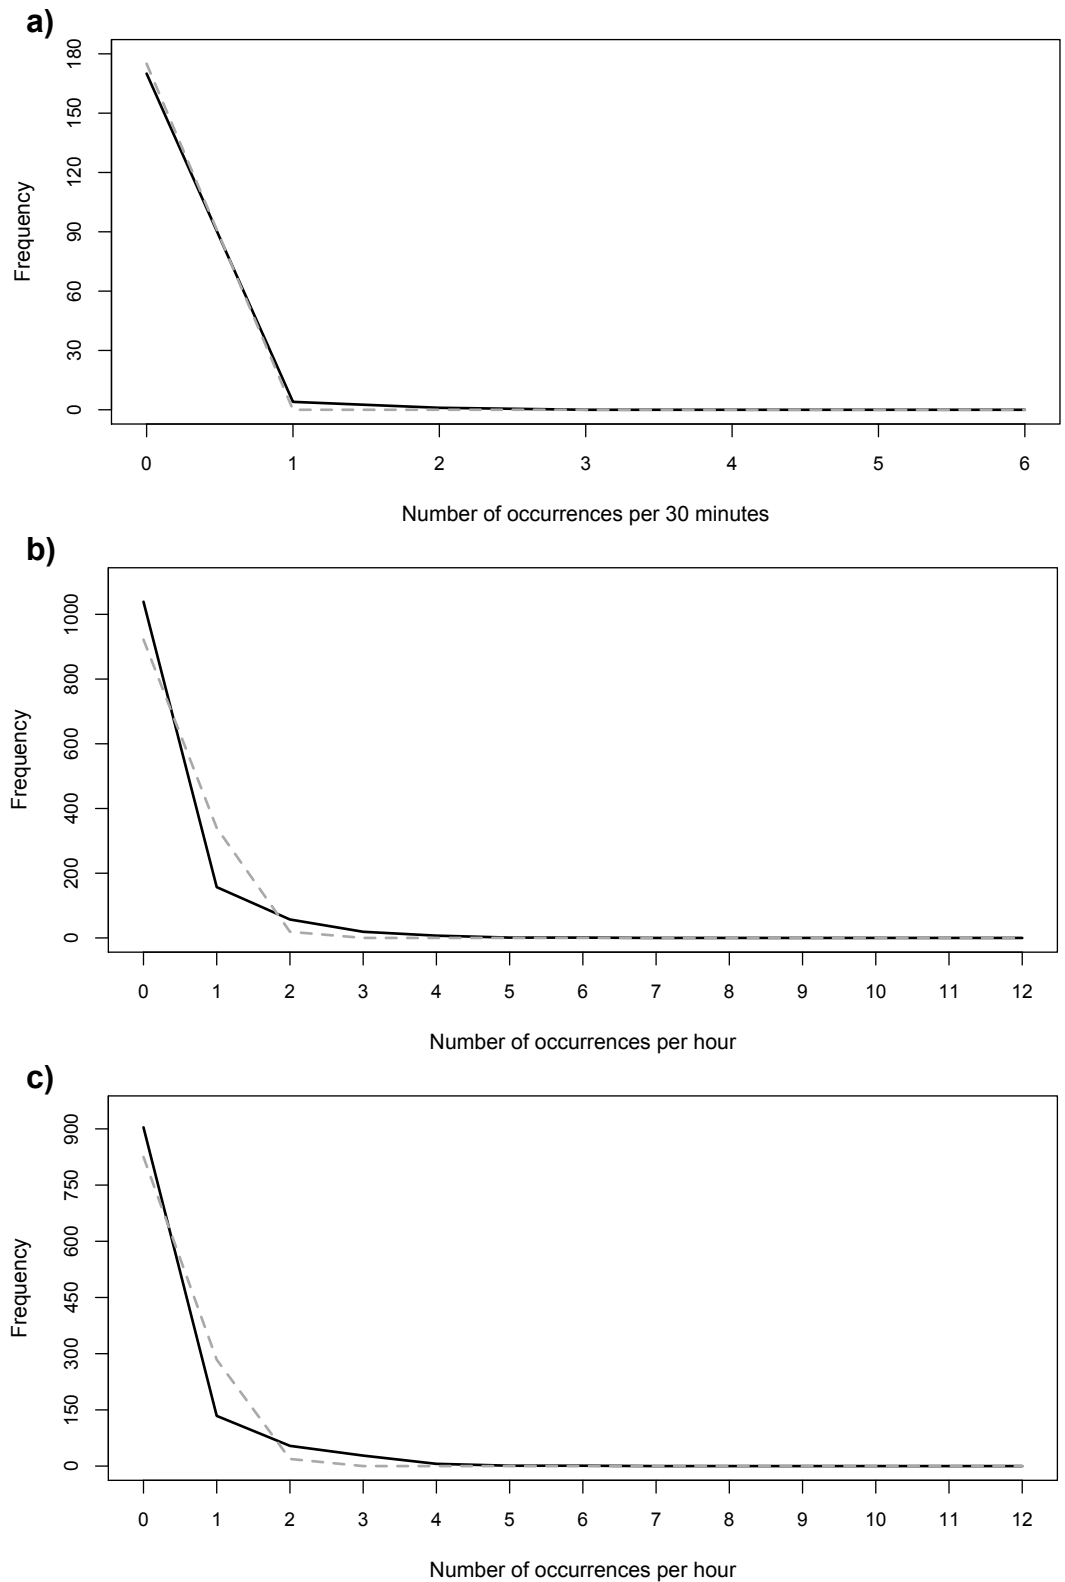 a)
Frequency
180
150
120
90
60
30
0
0 1 2 3 4 5 6
Number of occurrences per 30 minutes
b)
Frequency
1000
800
600
400
200
0
0 1 2 3 4 5 6 7 8 9 10 11 12
Number of occurrences per hour
c)
Frequency
900
750
600
450
300
150
0
0 1 2 3 4 5 6 7 8 9 10 11 12
Number of occurrences per hour